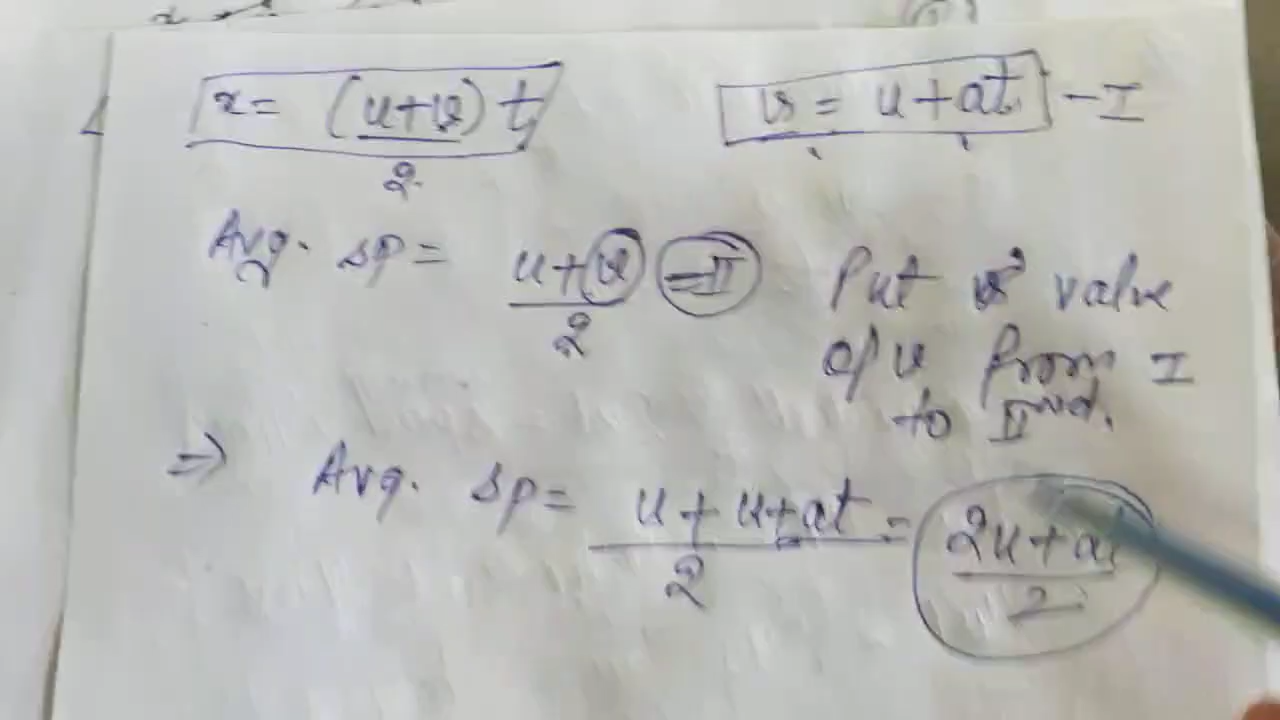 x = (u+v) t
2
v = u + at - I
Avg. sp = u+v = II
2
Put v value
of v from I
to IInd.
⇒ Avg. sp = u + u+at = 2u + at
2 2